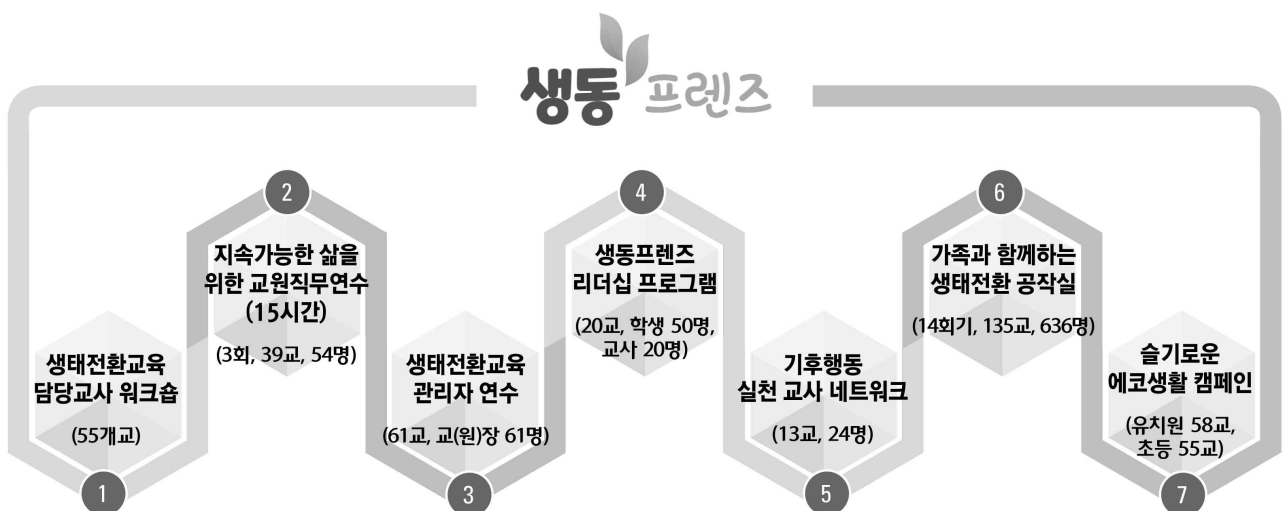 생동 프렌즈
1
생태전환교육
담당교사 워크숍
(55개교)
2
지속가능한 삶을
위한 교원직무연수
(15시간)
(3회, 39교, 54명)
3
생태전환교육
관리자 연수
(61교, 교(원)장 61명)
4
생동프렌즈
리더십 프로그램
(20교, 학생 50명,
교사 20명)
5
기후행동
실천 교사 네트워크
(13교, 24명)
6
가족과 함께하는
생태전환 공작실
(14회기, 135교, 636명)
7
슬기로운
에코생활 캠페인
(유치원 58교,
초등 55교)